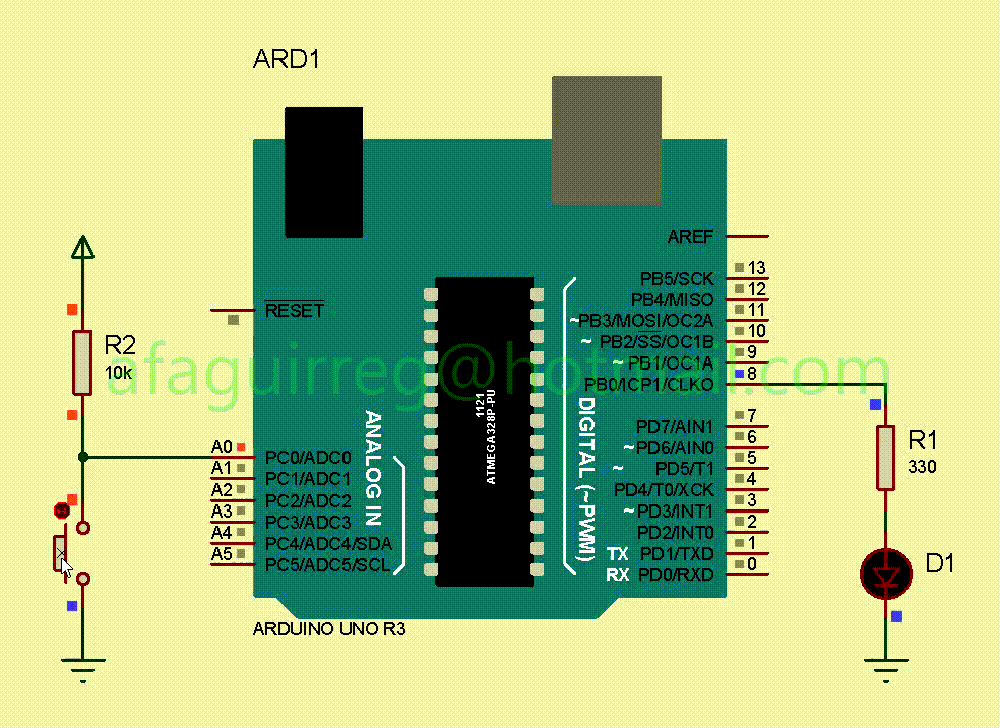 ARD1
AREF
RESET
PB5/SCK 13
PB4/MISO 12
~PB3/MOSI/OC2A 11
~ PB2/SS/OC1B 10
~ PB1/OC1A 9
PB0/ICP1/CLKO 8
R2
10k
afaguirreg@hotmail.com
1121
ATMEGA328P-PU
ANALOG IN
DIGITAL (~PWM)
A0 PC0/ADC0
A1 PC1/ADC1
A2 PC2/ADC2
A3 PC3/ADC3
A4 PC4/ADC4/SDA
A5 PC5/ADC5/SCL
PD7/AIN1 7
~ PD6/AIN0 6
~ PD5/T1 5
PD4/T0/XCK 4
~ PD3/INT1 3
PD2/INT0 2
TX PD1/TXD 1
RX PD0/RXD 0
R1
330
D1
ARDUINO UNO R3